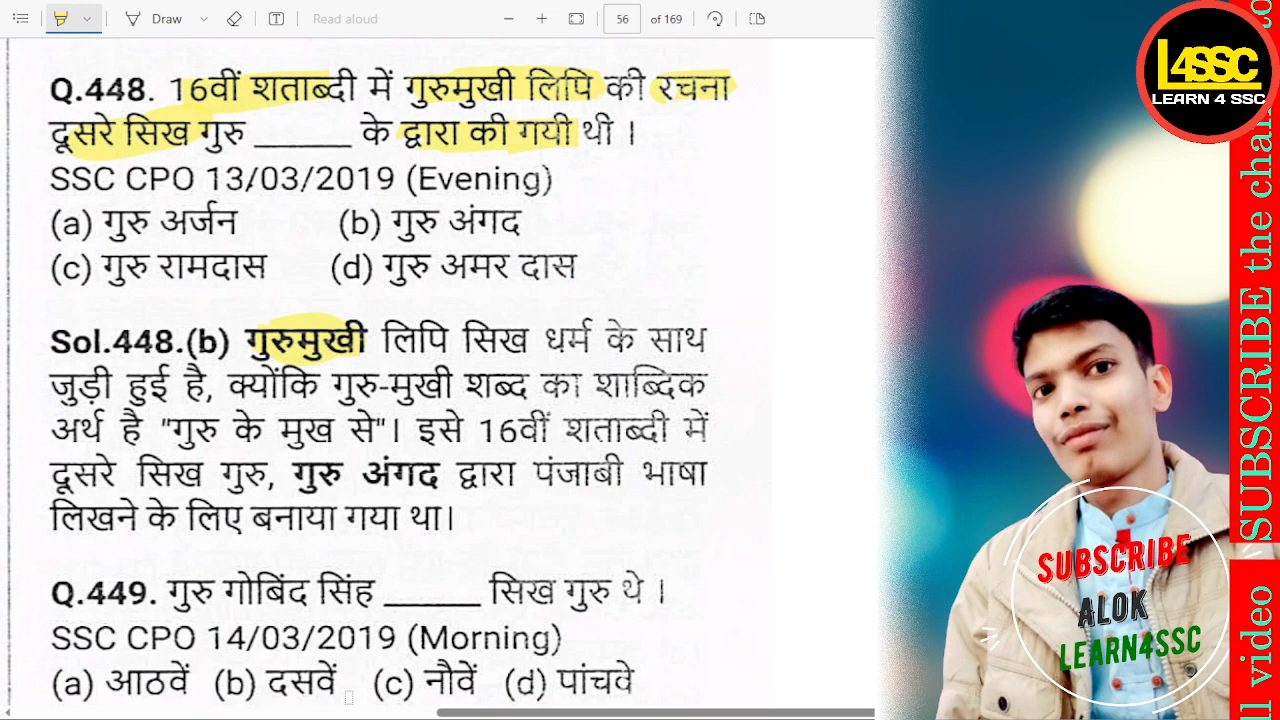 Draw
Read aloud
56 of 169
Q.448. 16वीं शताब्दी में गुरुमुखी लिपि की रचना
दूसरे सिख गुरु ______ के द्वारा की गयी थी ।
SSC CPO 13/03/2019 (Evening)
(a) गुरु अर्जन (b) गुरु अंगद
(c) गुरु रामदास (d) गुरु अमर दास
Sol.448.(b) गुरुमुखी लिपि सिख धर्म के साथ
जुड़ी हुई है, क्योंकि गुरु-मुखी शब्द का शाब्दिक
अर्थ है "गुरु के मुख से"। इसे 16वीं शताब्दी में
दूसरे सिख गुरु, गुरु अंगद द्वारा पंजाबी भाषा
लिखने के लिए बनाया गया था।
Q.449. गुरु गोबिंद सिंह ______ सिख गुरु थे ।
SSC CPO 14/03/2019 (Morning)
(a) आठवें (b) दसवें (c) नौवें (d) पांचवे
L4SSC
LEARN 4 SSC
SUBSCRIBE
ALOK
LEARN4SSC
ll video
SUBSCRIBE the chan
to